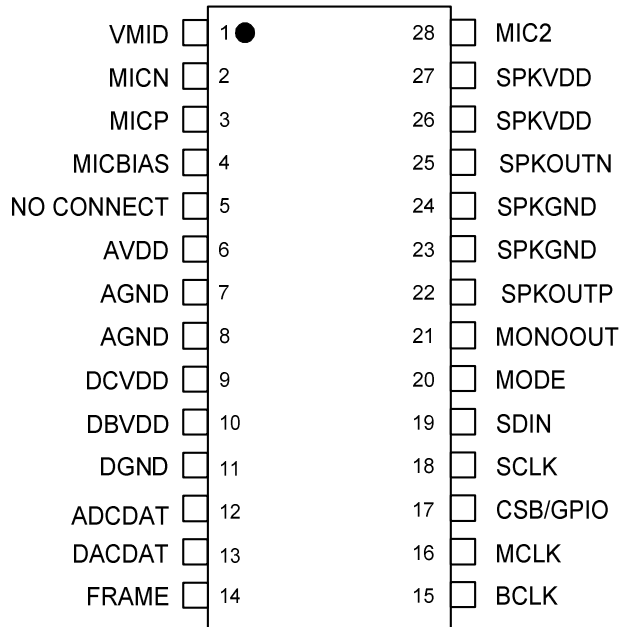 VMID 1 28 MIC2
MICN 2 27 SPKVDD
MICP 3 26 SPKVDD
MICBIAS 4 25 SPKOUTN
NO CONNECT 5 24 SPKGND
AVDD 6 23 SPKGND
AGND 7 22 SPKOUTP
AGND 8 21 MONOOUT
DCVDD 9 20 MODE
DBVDD 10 19 SDIN
DGND 11 18 SCLK
ADCDAT 12 17 CSB/GPIO
DACDAT 13 16 MCLK
FRAME 14 15 BCLK